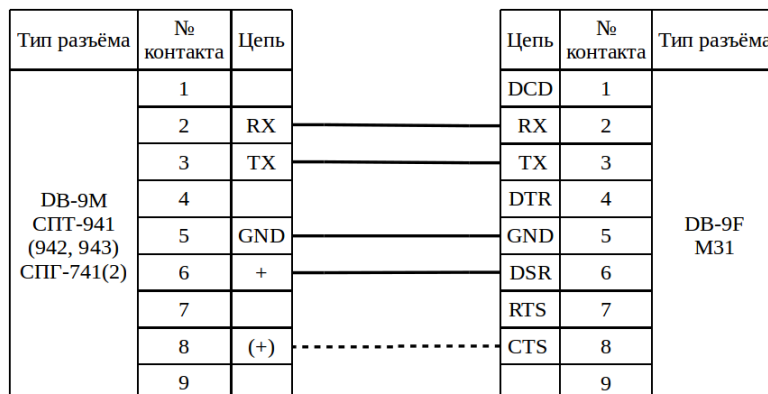 Тип разъёма № контакта Цепь Цепь № контакта Тип разъёма
1 DCD 1
2 RX RX 2
3 TX TX 3
4 DTR 4
DB-9M
СПТ-941
(942, 943)
СПГ-741(2)
5 GND GND 5
DB-9F
М31
6 + DSR 6
7 RTS 7
8 (+) CTS 8
9 9